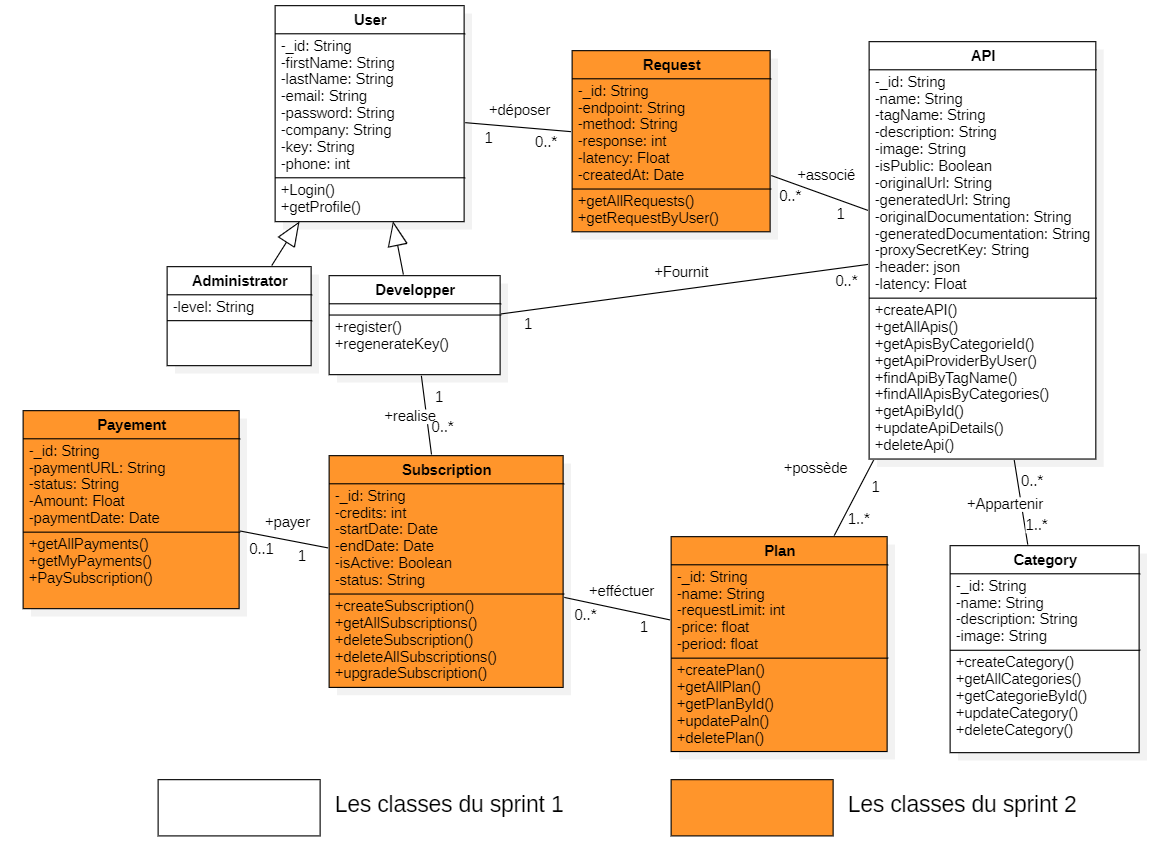 User
-_id: String
-firstName: String
-lastName: String
-email: String
-password: String
-company: String
-key: String
-phone: int
+Login()
+getProfile()
+déposer
1
0..*
Request
-_id: String
-endpoint: String
-method: String
-response: int
-latency: Float
-createdAt: Date
+getAllRequests()
+getRequestByUser()
+associé
0..*
1
API
-_id: String
-name: String
-tagName: String
-description: String
-image: String
-isPublic: Boolean
-originalUrl: String
-generatedUrl: String
-originalDocumentation: String
-generatedDocumentation: String
-proxySecretKey: String
-header: json
-latency: Float
+createAPI()
+getAllApis()
+getApisByCategorieId()
+getApiProviderByUser()
+findApiByTagName()
+findAllApisByCategories()
+getApiById()
+updateApiDetails()
+deleteApi()
Administrator
-level: String
Developper
+register()
+regenerateKey()
+Fournit
1
0..*
1
+realise
0..*
Payement
-_id: String
-paymentURL: String
-status: String
-Amount: Float
-paymentDate: Date
+getAllPayments()
+getMyPayments()
+PaySubscription()
+payer
0..1
1
Subscription
-_id: String
-credits: int
-startDate: Date
-endDate: Date
-isActive: Boolean
-status: String
+createSubscription()
+getAllSubscriptions()
+deleteSubscription()
+deleteAllSubscriptions()
+upgradeSubscription()
+efféctuer
0..*
1
+possède
1
1..*
Plan
-_id: String
-name: String
-requestLimit: int
-price: float
-period: float
+createPlan()
+getAllPlan()
+getPlanById()
+updatePaln()
+deletePlan()
0..*
+Appartenir
1..*
Category
-_id: String
-name: String
-description: String
-image: String
+createCategory()
+getAllCategories()
+getCategorieById()
+updateCategory()
+deleteCategory()
Les classes du sprint 1
Les classes du sprint 2